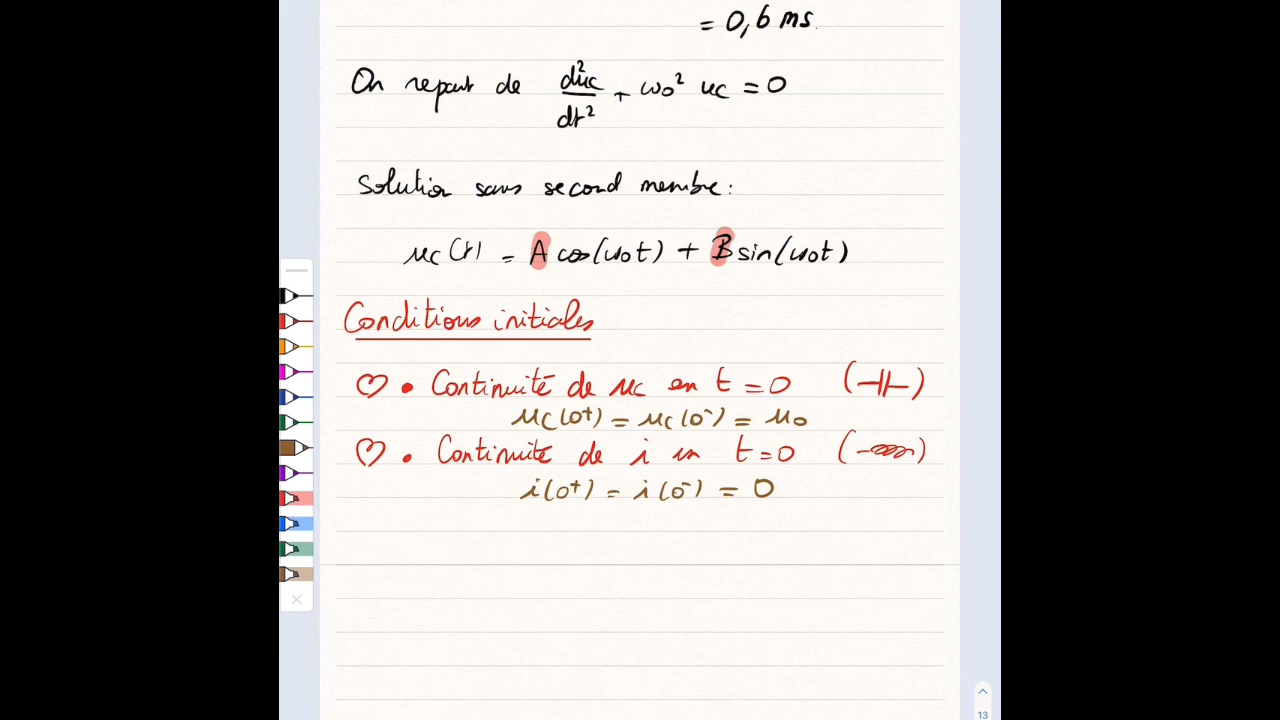 = 0,6 ms.
On repart de d²uc/dt² + ω₀² uc = 0
Solution sans second membre :
uc(t) = A cos(ω₀t) + B sin(ω₀t)
Conditions initiales
♡ • Continuité de uc en t = 0 (⊣⊢)
uc(0⁺) = uc(0⁻) = u₀
♡ • Continuité de i en t = 0 ( )
i(0⁺) = i(0⁻) = 0
13